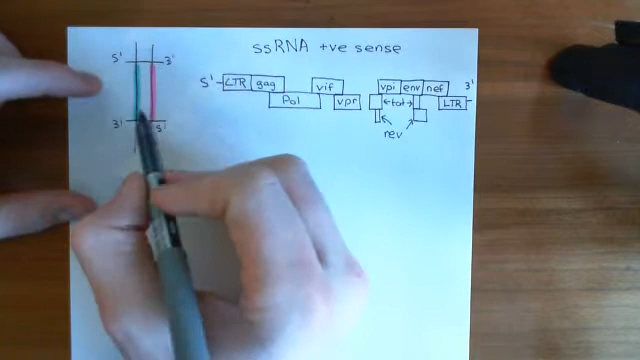 ssRNA +ve sense
5' 3'
3' 5'
5' LTR gag vif vpi env nef 3'
Pol vpr tat LTR
rev